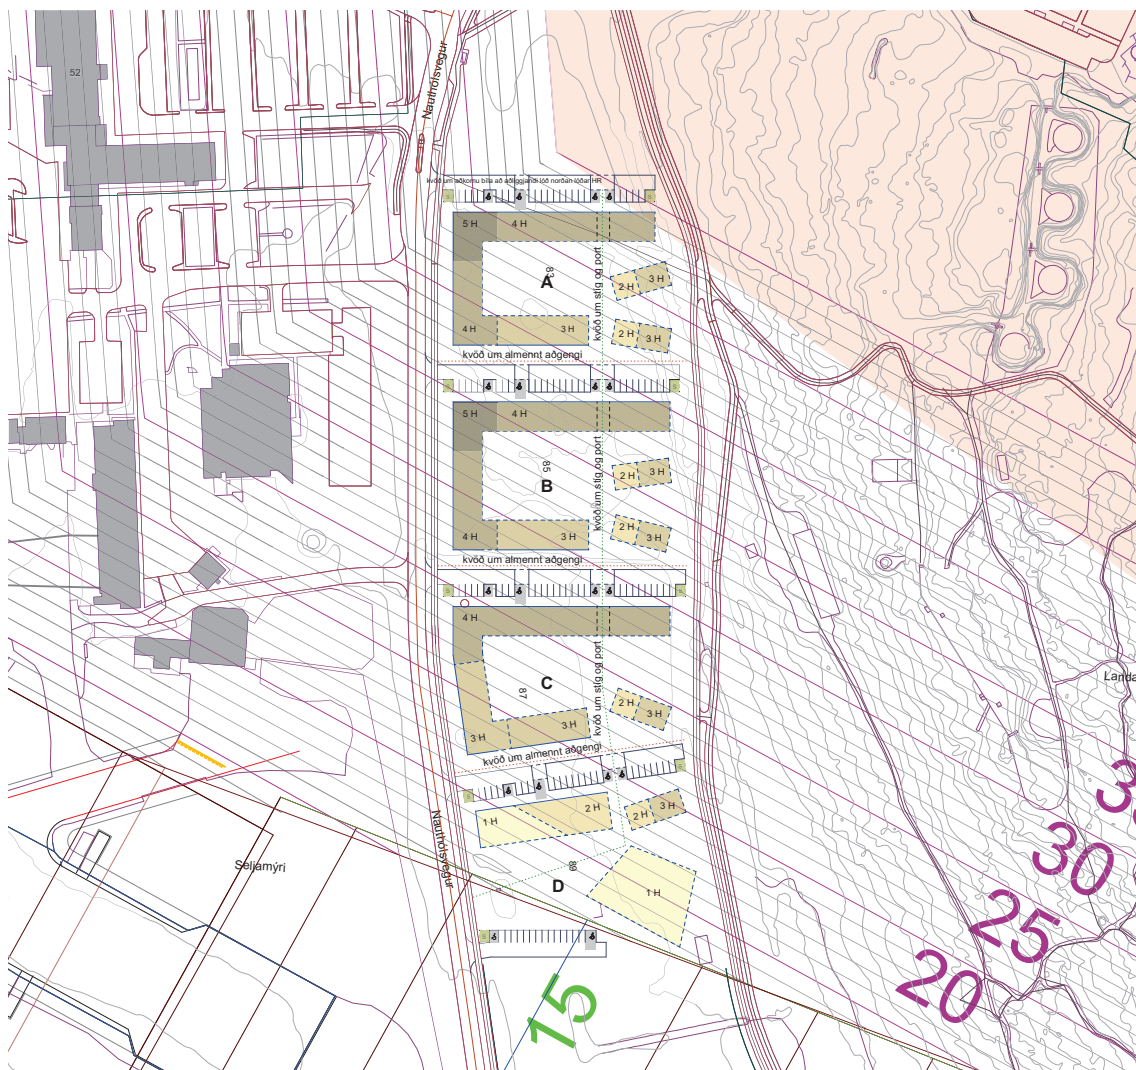 52
Nauthólsvegur
kvöð um aðkomu bíla að aðliggjandi lóð norðan lóðar HR
S
S
5 H
4 H
83
A
kvöð um stíg og port
2 H
3 H
2 H
3 H
4 H
3 H
kvöð um almennt aðgengi
S
S
5 H
4 H
85
B
kvöð um stíg og port
2 H
3 H
2 H
3 H
4 H
3 H
kvöð um almennt aðgengi
S
S
4 H
87
C
kvöð um stíg og port
2 H
3 H
3 H
3 H
kvöð um almennt aðgengi
S
S
1 H
2 H
2 H
3 H
Nauthólsvegur
Seljamýri
89
D
1 H
S
Landa
30
25
20
15